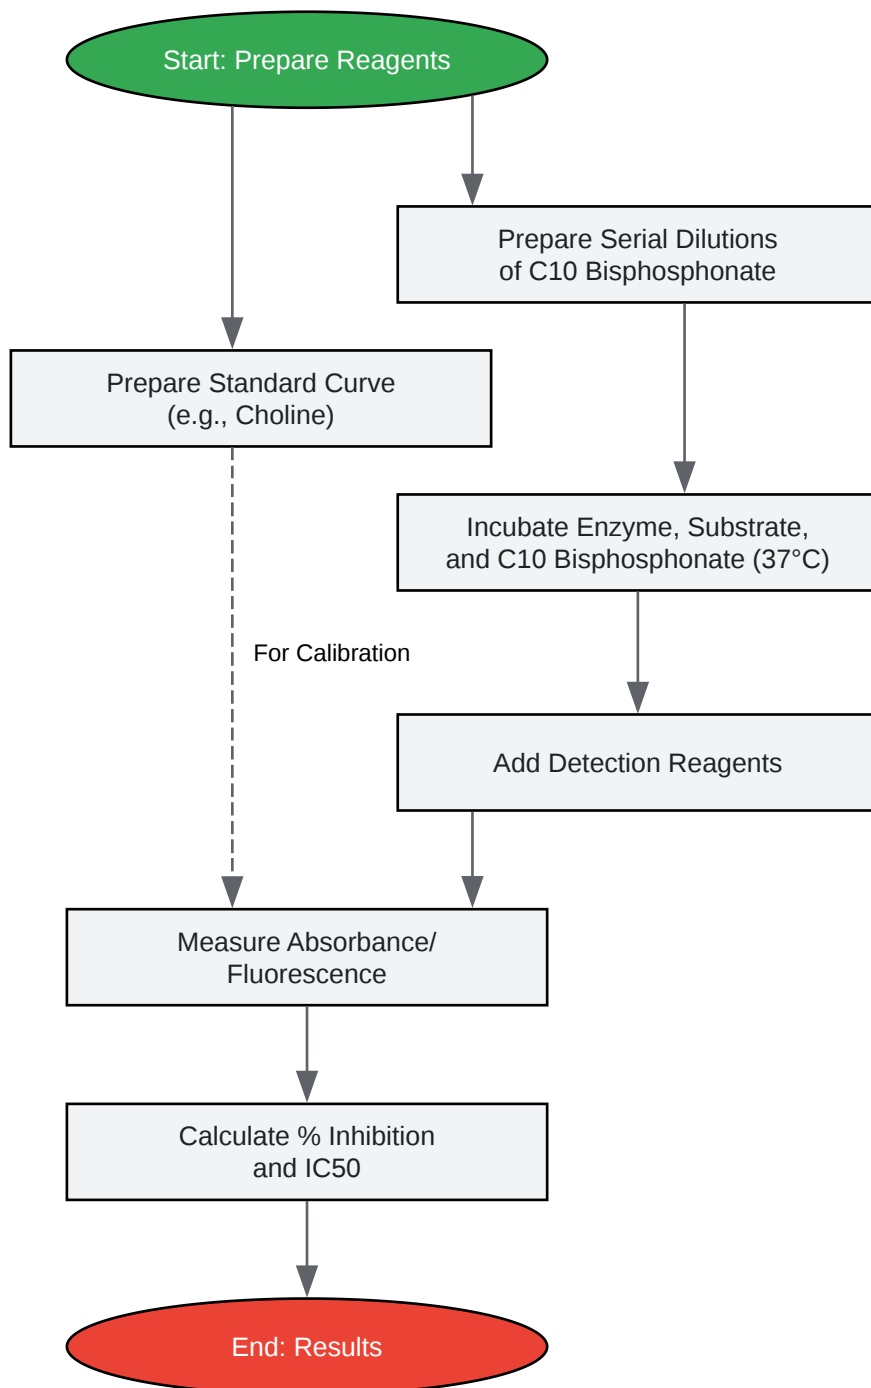 Start: Prepare Reagents
Prepare Serial Dilutions
of C10 Bisphosphonate
Prepare Standard Curve
(e.g., Choline)
Incubate Enzyme, Substrate,
and C10 Bisphosphonate (37°C)
For Calibration
Add Detection Reagents
Measure Absorbance/
Fluorescence
Calculate % Inhibition
and IC50
End: Results